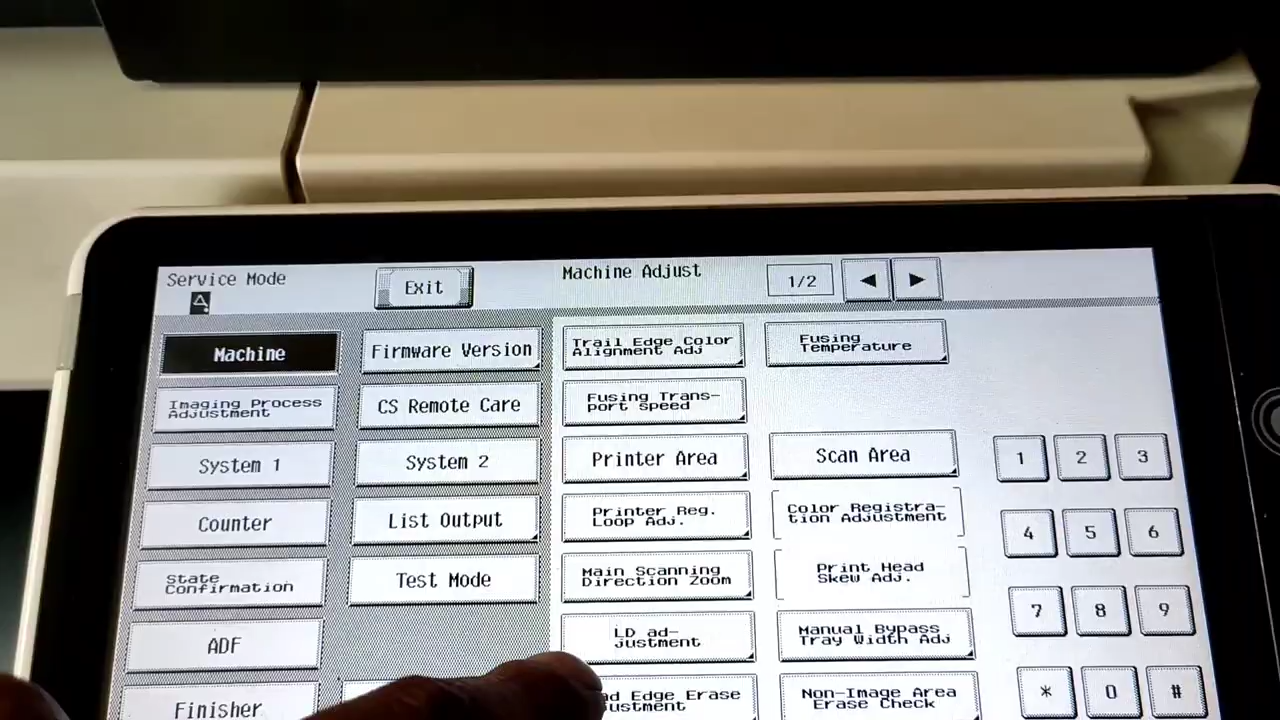 Service Mode
Exit
Machine Adjust
1/2
Machine
Imaging Process
Adjustment
System 1
Counter
State
Confirmation
ADF
Finisher
Firmware Version
CS Remote Care
System 2
List Output
Test Mode
Trail Edge Color
Alignment Adj
Fusing Trans-
port speed
Printer Area
Printer Reg.
Loop Adj.
Main Scanning
Direction Zoom
LD ad-
justment
Edge Erase
Fusing
Temperature
Scan Area
Color Registra-
tion Adjustment
Print Head
Skew Adj.
Manual Bypass
Tray Width Adj
Non-Image Area
Erase Check
1 2 3
4 5 6
7 8 9
* 0 #